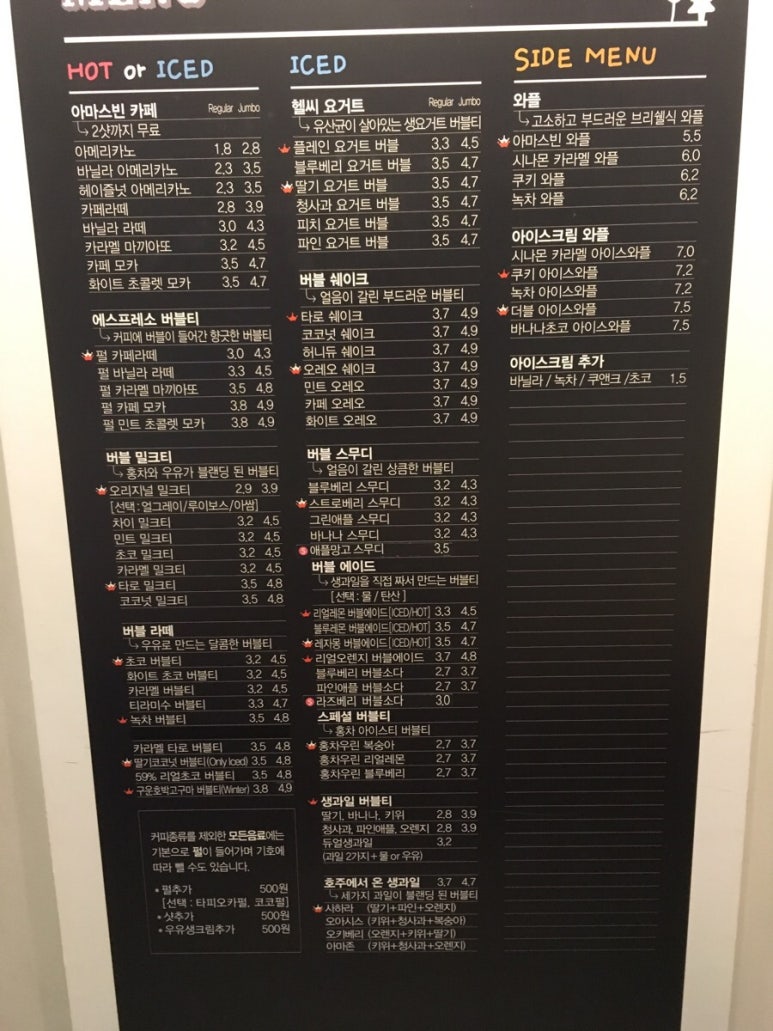 MENU
HOT or ICED
아마스빈 카페 Regular Jumbo
↳2샷까지 무료
아메리카노 1.8 2.8
바닐라 아메리카노 2.3 3.5
헤이즐넛 아메리카노 2.3 3.5
카페라떼 2.8 3.9
바닐라 라떼 3.0 4.3
카라멜 마끼아또 3.2 4.5
카페 모카 3.5 4.7
화이트 초콜렛 모카 3.5 4.7
에스프레소 버블티
↳커피에 버블이 들어간 향긋한 버블티
펄 카페라떼 3.0 4.3
펄 바닐라 라떼 3.3 4.5
펄 카라멜 마끼아또 3.5 4.8
펄 카페 모카 3.8 4.9
펄 민트 초콜렛 모카 3.8 4.9
버블 밀크티
↳홍차와 우유가 블랜딩 된 버블티
오리지널 밀크티 2.9 3.9
[선택 : 얼그레이/루이보스/아쌈]
차이 밀크티 3.2 4.5
민트 밀크티 3.2 4.5
초코 밀크티 3.2 4.5
카라멜 밀크티 3.2 4.5
타로 밀크티 3.5 4.8
코코넛 밀크티 3.5 4.8
버블 라떼
↳우유로 만드는 달콤한 버블티
초코 버블티 3.2 4.5
화이트 초코 버블티 3.2 4.5
카라멜 버블티 3.2 4.5
티라미수 버블티 3.3 4.7
녹차 버블티 3.5 4.8
카라멜 타로 버블티 3.5 4.8
딸기코코넛 버블티(Only Iced) 3.5 4.8
59% 리얼초코 버블티 3.5 4.8
구운호박고구마 버블티(Winter) 3.8 4.9
커피종류를 제외한 모든음료에는
기본으로 펄이 들어가며 기호에
따라 뺄 수도 있습니다.
• 펄추가 500원
[선택 : 타피오카펄, 코코펄]
• 샷추가 500원
• 우유생크림추가 500원
ICED
헬씨 요거트 Regular Jumbo
↳유산균이 살아있는 생요거트 버블티
플레인 요거트 버블 3.3 4.5
블루베리 요거트 버블 3.5 4.7
딸기 요거트 버블 3.5 4.7
청사과 요거트 버블 3.5 4.7
피치 요거트 버블 3.5 4.7
파인 요거트 버블 3.5 4.7
버블 쉐이크
↳얼음이 갈린 부드러운 버블티
타로 쉐이크 3.7 4.9
코코넛 쉐이크 3.7 4.9
허니듀 쉐이크 3.7 4.9
오레오 쉐이크 3.7 4.9
민트 오레오 3.7 4.9
카페 오레오 3.7 4.9
화이트 오레오 3.7 4.9
버블 스무디
↳얼음이 갈린 상큼한 버블티
블루베리 스무디 3.2 4.3
스트로베리 스무디 3.2 4.3
그린애플 스무디 3.2 4.3
바나나 스무디 3.2 4.3
S 애플망고 스무디 3.5
버블 에이드
↳생과일을 직접 짜서 만드는 버블티
[선택 : 물 / 탄산 ]
리얼레몬 버블에이드[ICED/HOT] 3.3 4.5
블루레몬 버블에이드[ICED/HOT] 3.5 4.7
레자몽 버블에이드[ICED/HOT] 3.5 4.7
리얼오렌지 버블에이드 3.7 4.8
블루베리 버블소다 2.7 3.7
파인애플 버블소다 2.7 3.7
S 라즈베리 버블소다 3.0
스페셜 버블티
↳홍차 아이스티 버블티
홍차우린 복숭아 2.7 3.7
홍차우린 리얼레몬 2.7 3.7
홍차우린 블루베리 2.7 3.7
생과일 버블티
딸기, 바나나, 키위 2.8 3.9
청사과, 파인애플, 오렌지 2.8 3.9
듀얼생과일 3.2
(과일 2가지 + 물 or 우유)
호주에서 온 생과일 3.7 4.7
↳세가지 과일이 블랜딩 된 버블티
사하라 (딸기+파인+오렌지)
오아시스 (키위+청사과+복숭아)
오키베리 (오렌지+키위+딸기)
아마존 (키위+청사과+오렌지)
SIDE MENU
와플
↳고소하고 부드러운 브리쉘식 와플
아마스빈 와플 5.5
시나몬 카라멜 와플 6.0
쿠키 와플 6.2
녹차 와플 6.2
아이스크림 와플
시나몬 카라멜 아이스와플 7.0
쿠키 아이스와플 7.2
녹차 아이스와플 7.2
더블 아이스와플 7.5
바나나초코 아이스와플 7.5
아이스크림 추가
바닐라 / 녹차 / 쿠앤크 /초코 1.5